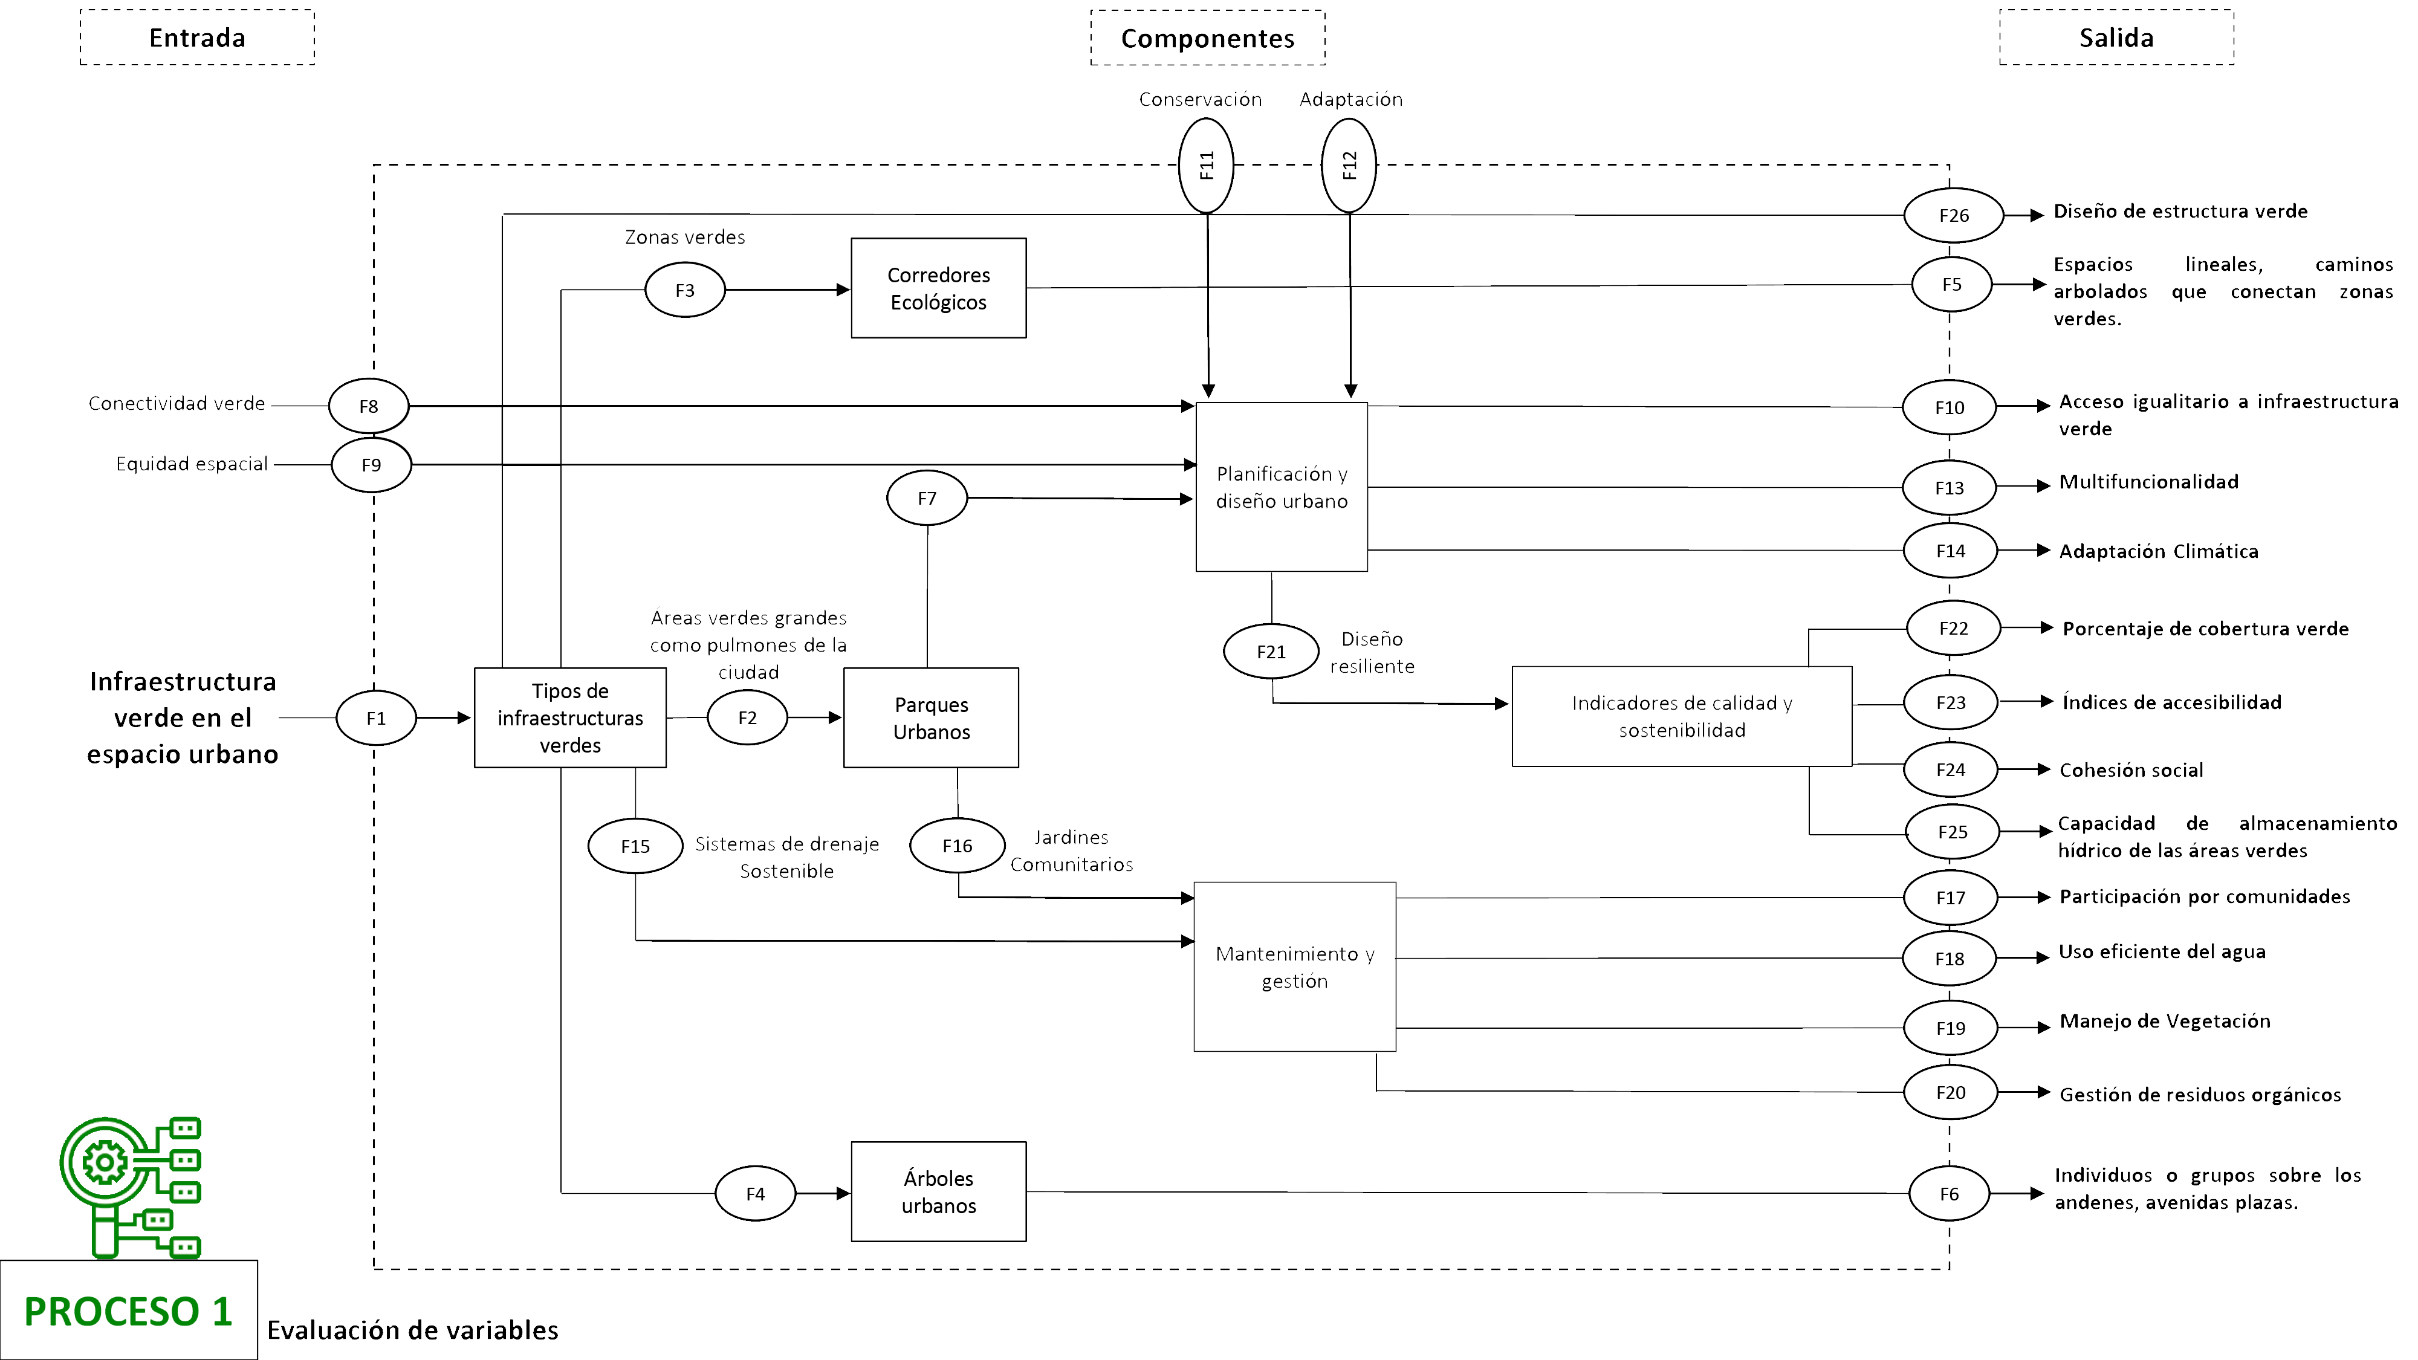 Entrada
Componentes
Salida
Conservación
Adaptación
F11
F12
F26
Diseño de estructura verde
Zonas verdes
F3
Corredores
Ecológicos
F5
Espacios lineales, caminos
arbolados que conectan zonas
verdes.
Conectividad verde
F8
F10
Acceso igualitario a infraestructura
verde
Equidad espacial
F9
F7
Planificación y
diseño urbano
F13
Multifuncionalidad
F14
Adaptación Climática
F21
Diseño
resiliente
F22
Porcentaje de cobertura verde
Infraestructura
verde en el
espacio urbano
F1
Tipos de
infraestructuras
verdes
Áreas verdes grandes
como pulmones de la
ciudad
F2
Parques
Urbanos
Indicadores de calidad y
sostenibilidad
F23
Índices de accesibilidad
F24
Cohesión social
F25
Capacidad de almacenamiento
hídrico de las áreas verdes
F15
Sistemas de drenaje
Sostenible
F16
Jardines
Comunitarios
F17
Participación por comunidades
Mantenimiento y
gestión
F18
Uso eficiente del agua
F19
Manejo de Vegetación
F20
Gestión de residuos orgánicos
F4
Árboles
urbanos
F6
Individuos o grupos sobre los
andenes, avenidas plazas.
PROCESO 1
Evaluación de variables